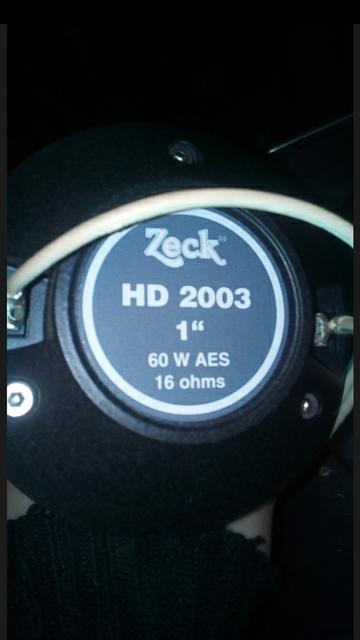 Zeck
HD 2003
1“
60 W AES
16 ohms